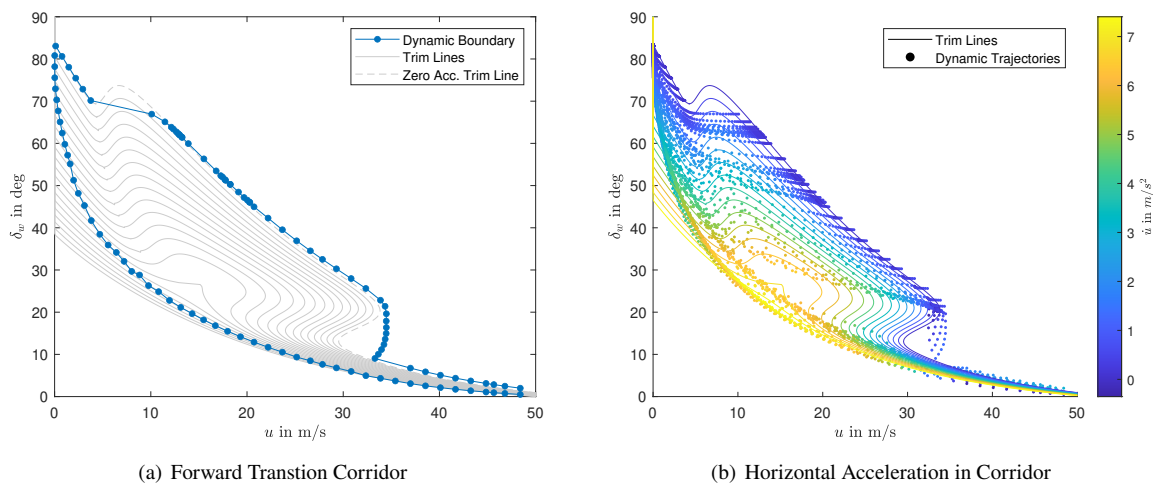 90
80
70
60
50
40
30
20
10
0
δw in deg
0 10 20 30 40 50
u in m/s
Dynamic Boundary
Trim Lines
Zero Acc. Trim Line
(a) Forward Transtion Corridor
90
80
70
60
50
40
30
20
10
0
δw in deg
0 10 20 30 40 50
u in m/s
Trim Lines
Dynamic Trajectories
7
6
5
4
3
2
1
0
u̇ in m/s²
(b) Horizontal Acceleration in Corridor